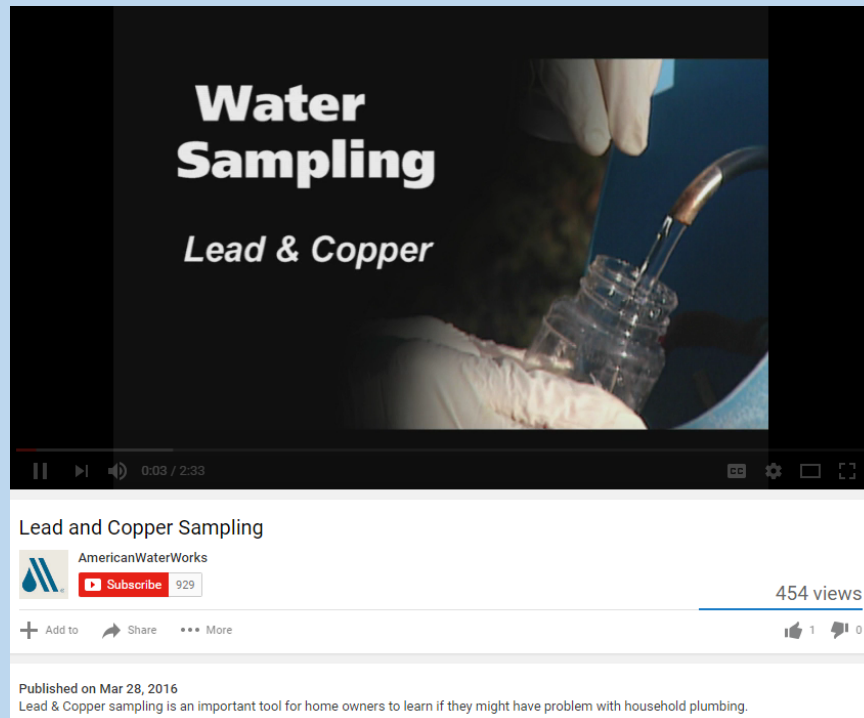 Water
Sampling
Lead & Copper
0:03 / 2:33
CC
Lead and Copper Sampling
AmericanWaterWorks
Subscribe 929
454 views
Add to Share More
1 0
Published on Mar 28, 2016
Lead & Copper sampling is an important tool for home owners to learn if they might have problem with household plumbing.